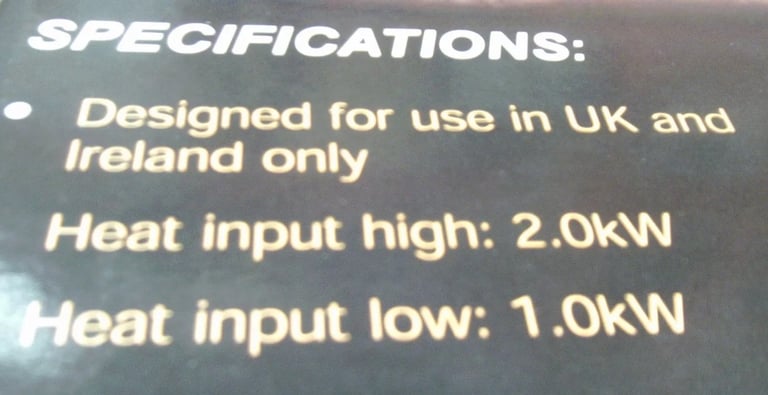 SPECIFICATIONS:
• Designed for use in UK and
Ireland only
Heat input high: 2.0kW
Heat input low: 1.0kW